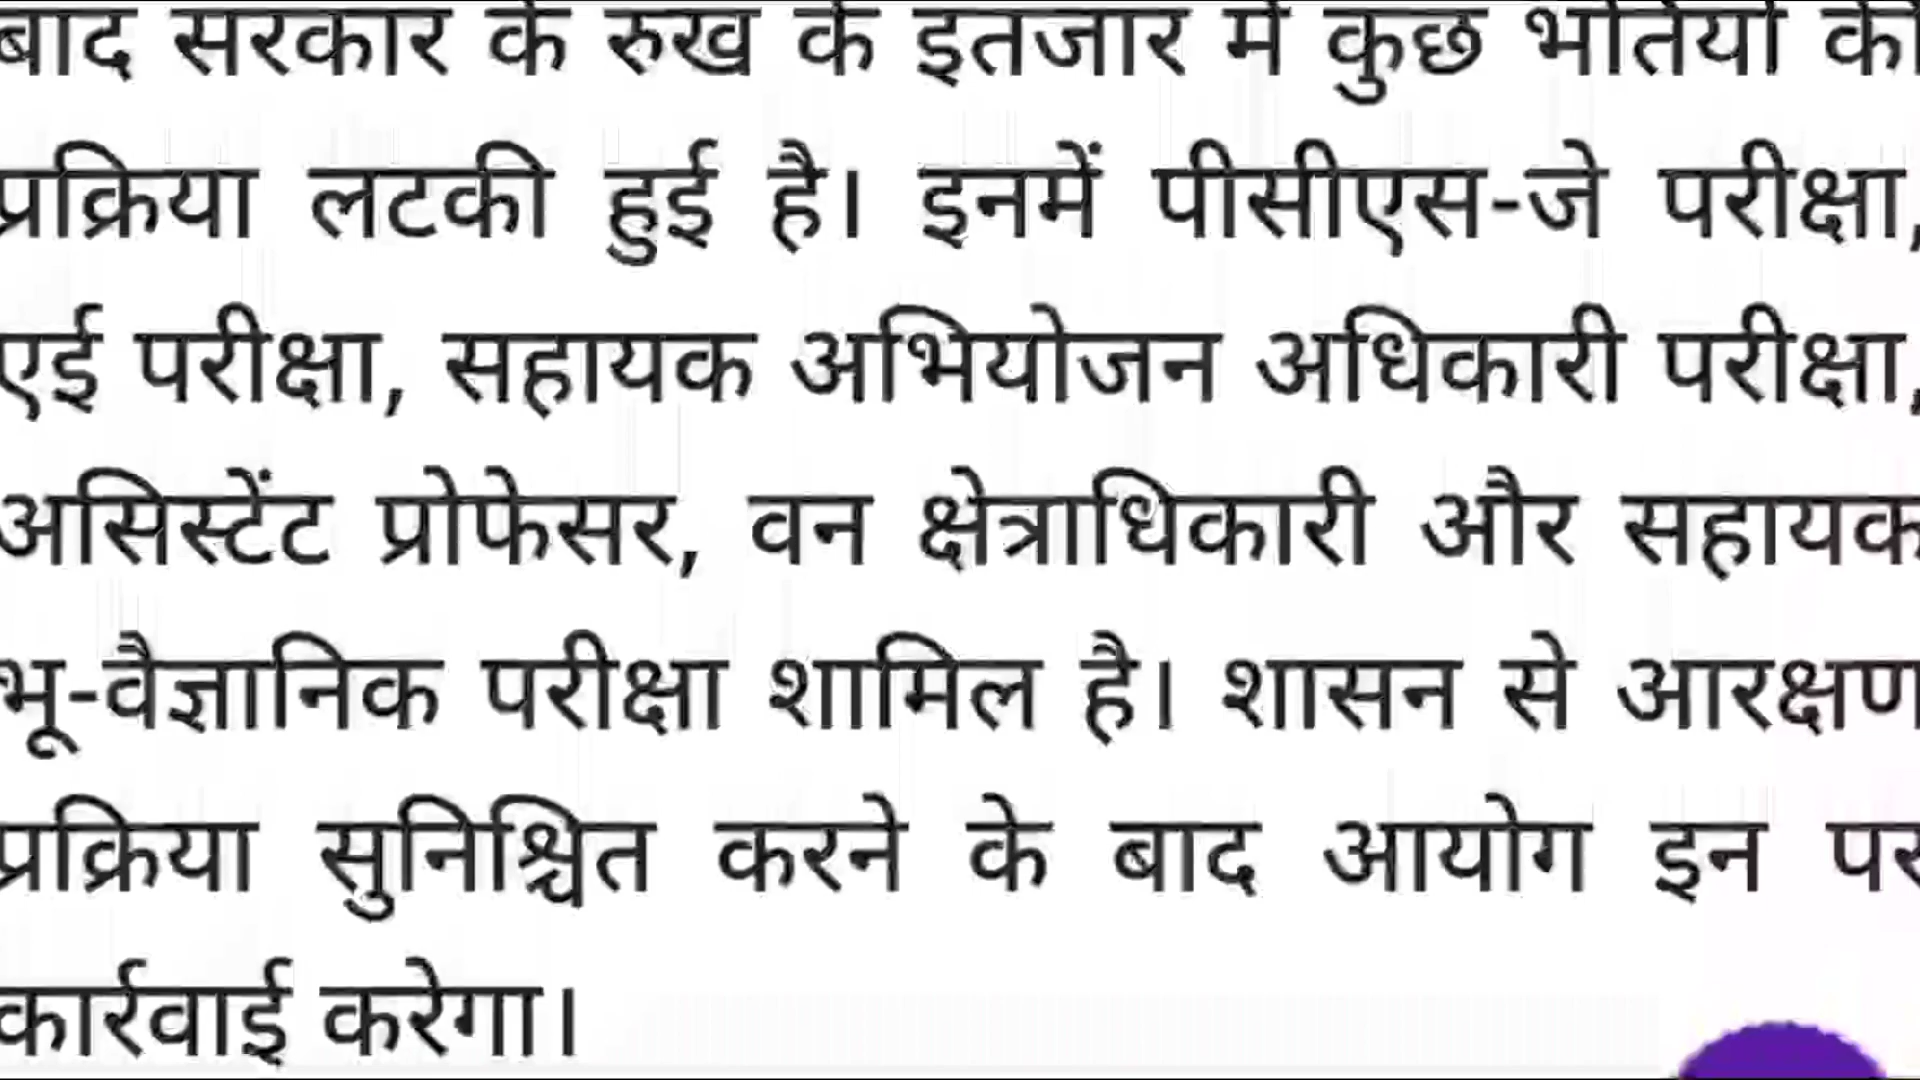 बाद सरकार के रुख के इंतजार में कुछ भर्तियों की
प्रक्रिया लटकी हुई है। इनमें पीसीएस-जे परीक्षा,
एई परीक्षा, सहायक अभियोजन अधिकारी परीक्षा,
असिस्टेंट प्रोफेसर, वन क्षेत्राधिकारी और सहायक
भू-वैज्ञानिक परीक्षा शामिल है। शासन से आरक्षण
प्रक्रिया सुनिश्चित करने के बाद आयोग इन पर
कार्रवाई करेगा।